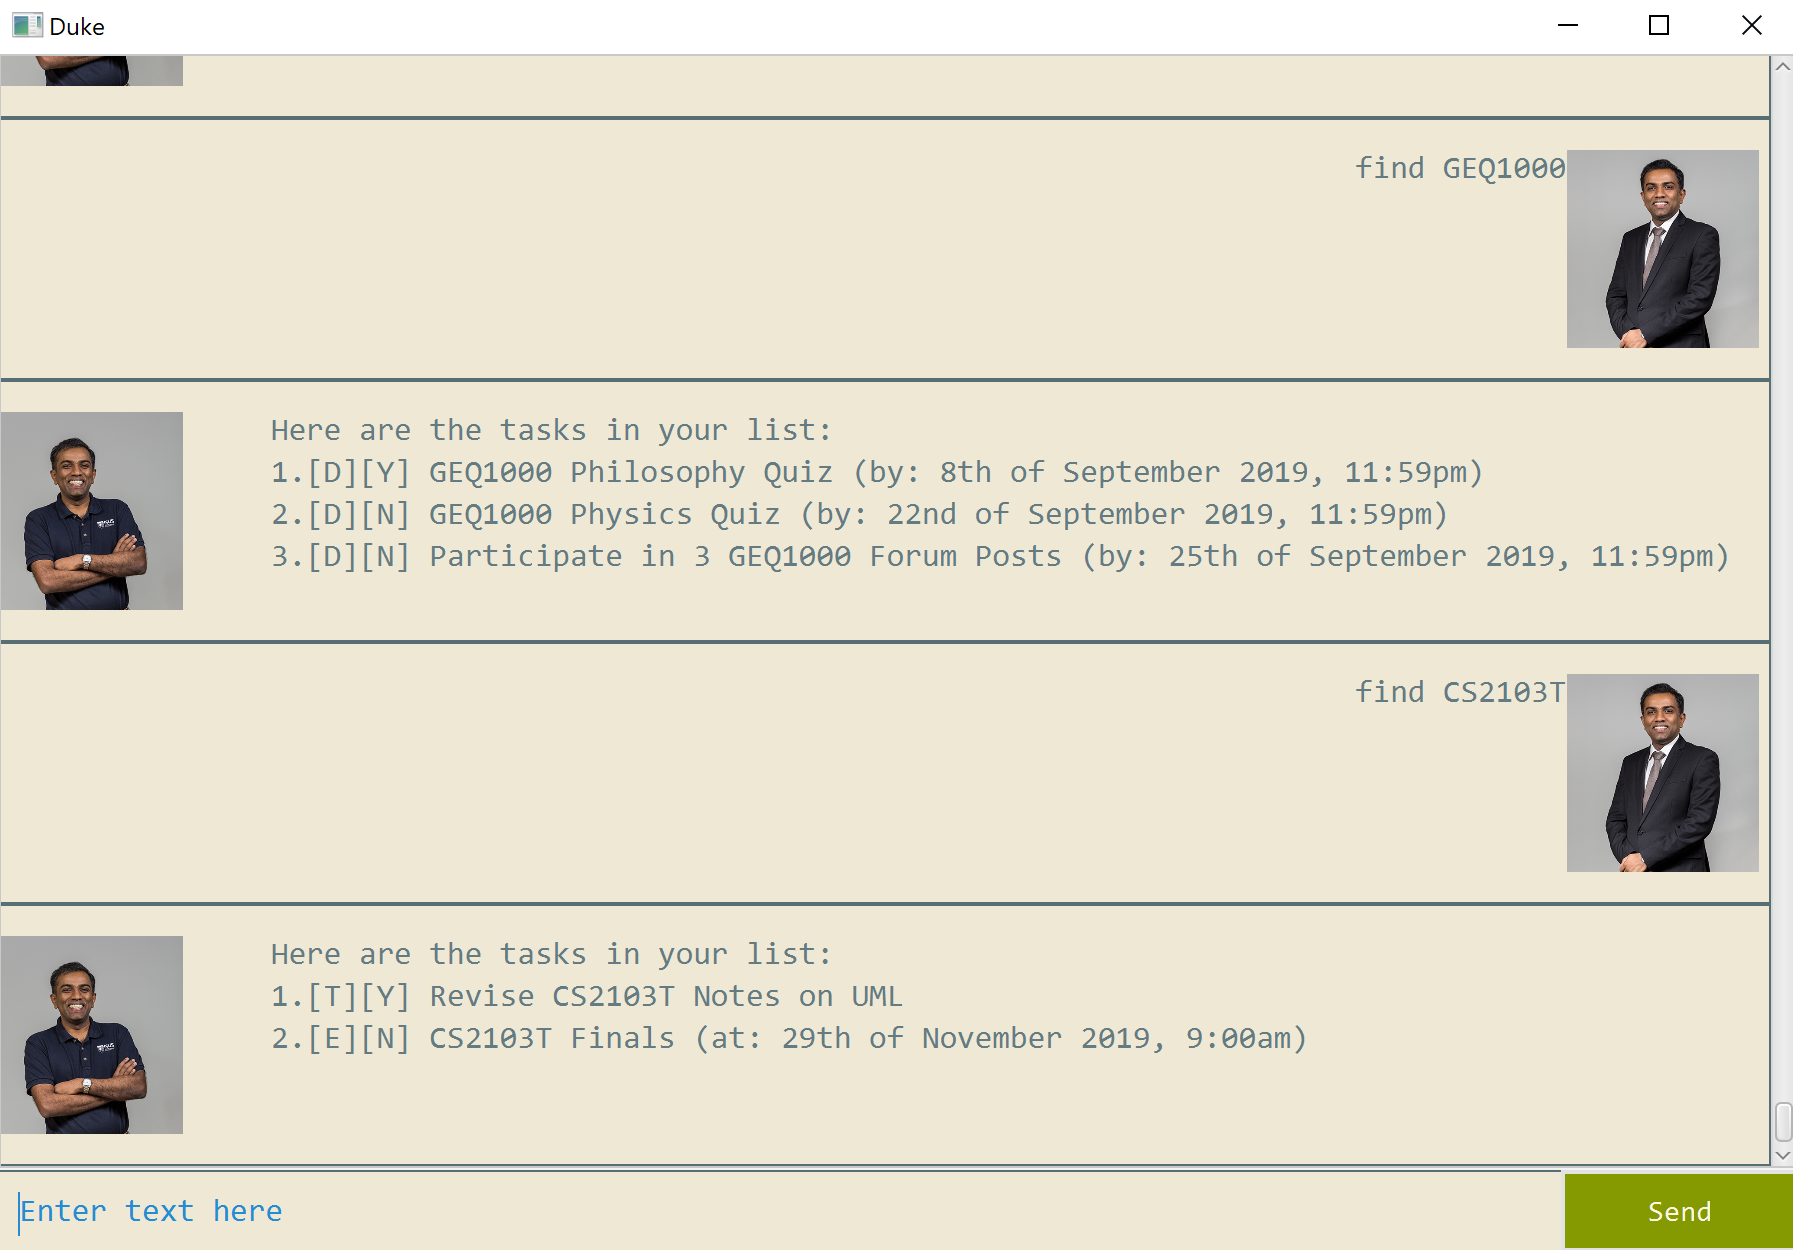 Duke
find GEQ1000
Here are the tasks in your list:
1.[D][Y] GEQ1000 Philosophy Quiz (by: 8th of September 2019, 11:59pm)
2.[D][N] GEQ1000 Physics Quiz (by: 22nd of September 2019, 11:59pm)
3.[D][N] Participate in 3 GEQ1000 Forum Posts (by: 25th of September 2019, 11:59pm)
find CS2103T
Here are the tasks in your list:
1.[T][Y] Revise CS2103T Notes on UML
2.[E][N] CS2103T Finals (at: 29th of November 2019, 9:00am)
Enter text here
Send